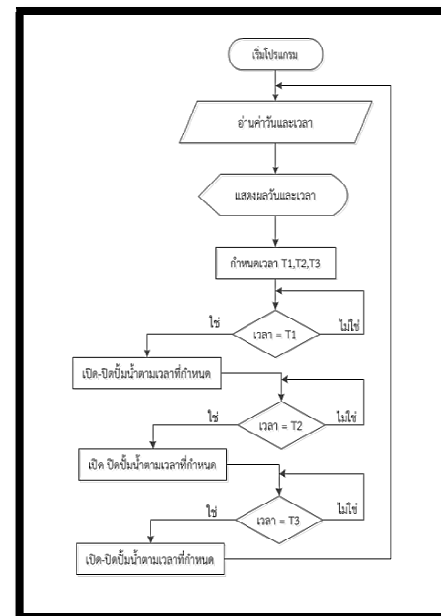 เริ่มโปรแกรม
อ่านค่าวันและเวลา
แสดงผลวันและเวลา
กำหนดเวลา T1,T2,T3
ใช่
เวลา = T1
ไม่ใช่
เปิด-ปิดปั้มน้ำตามเวลาที่กำหนด
ใช่
เวลา = T2
ไม่ใช่
เปิด ปิดปั้มน้ำตามเวลาที่กำหนด
ใช่
เวลา = T3
ไม่ใช่
เปิด-ปิดปั้มน้ำตามเวลาที่กำหนด